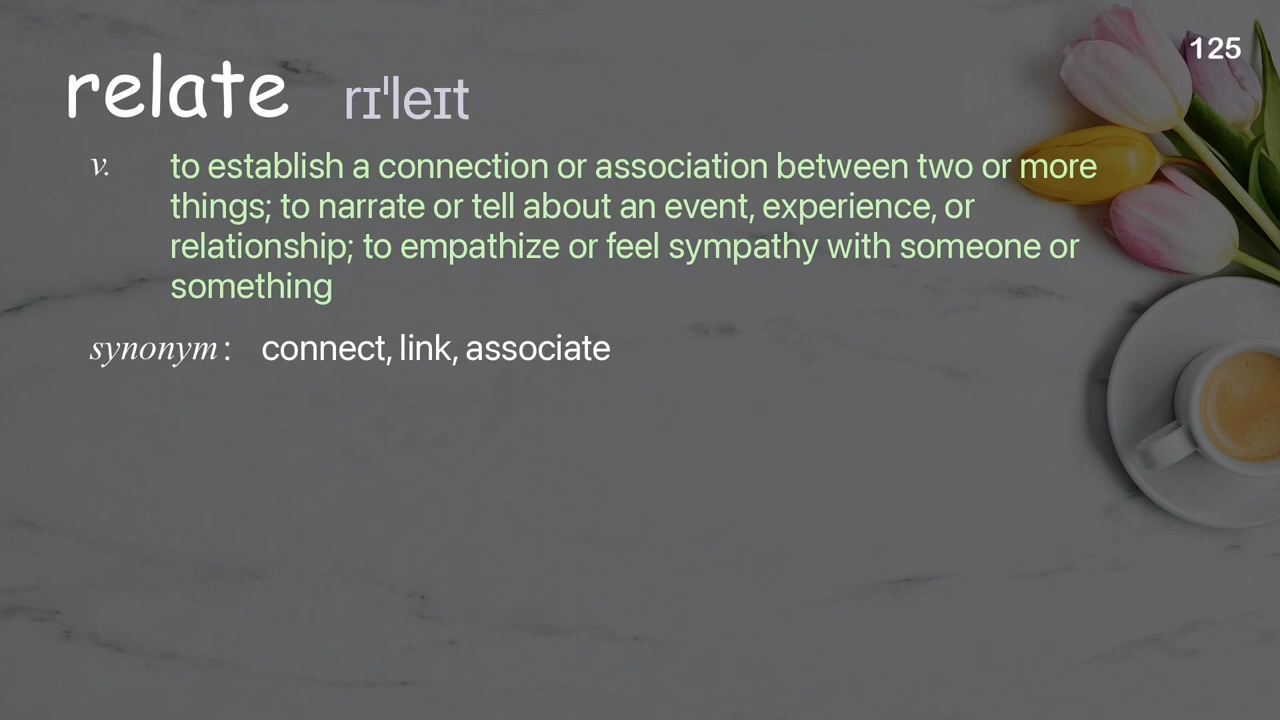 125
relate rɪˈleɪt
v. to establish a connection or association between two or more
things; to narrate or tell about an event, experience, or
relationship; to empathize or feel sympathy with someone or
something
synonym : connect, link, associate